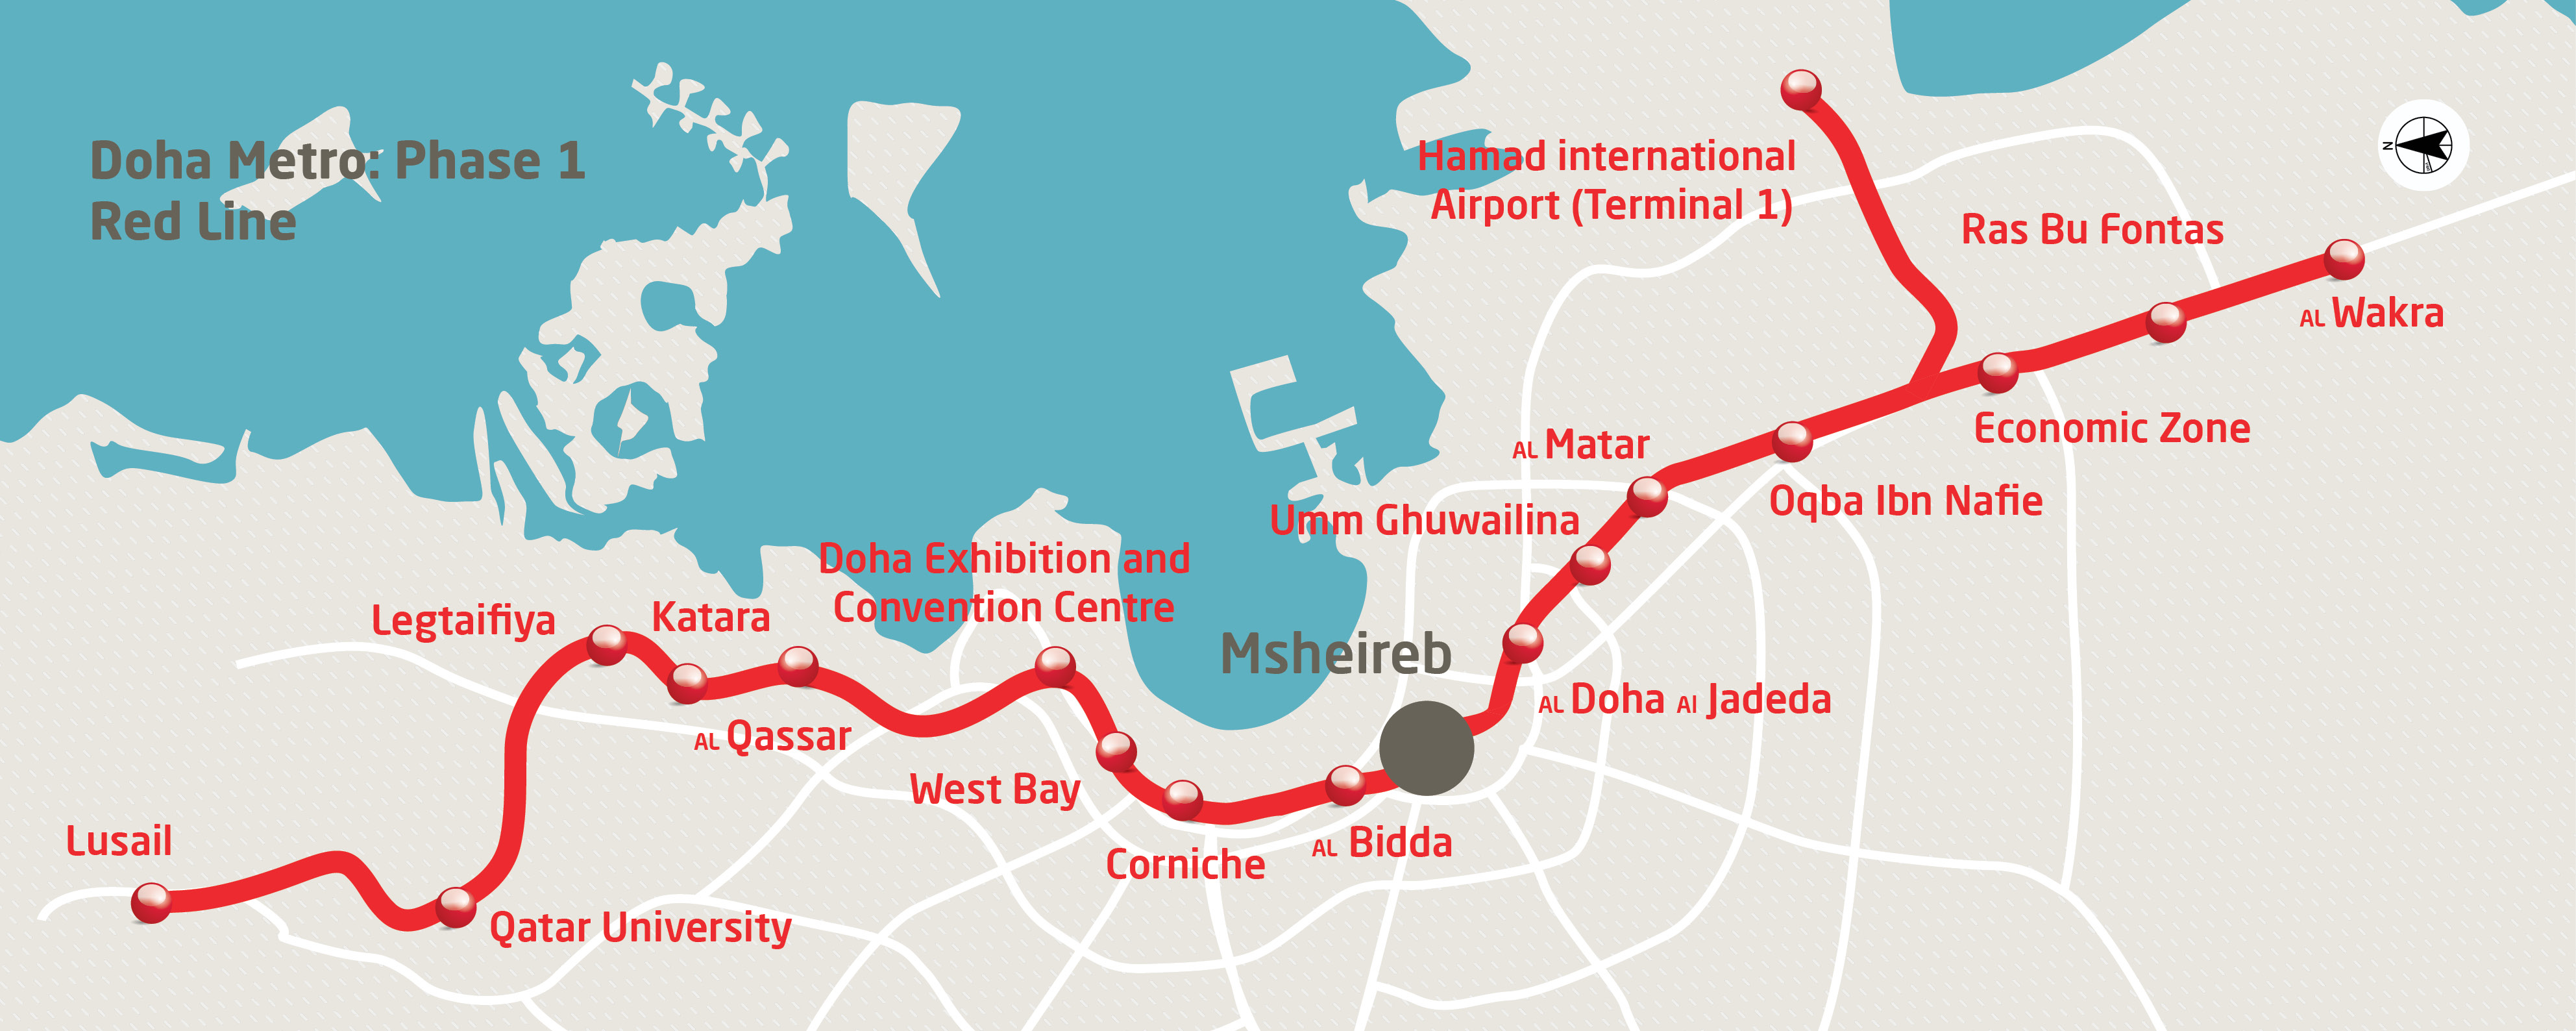 Doha Metro: Phase 1
Red Line
Hamad international
Airport (Terminal 1)
N
Ras Bu Fontas
AL Wakra
Economic Zone
AL Matar
Oqba Ibn Nafie
Umm Ghuwailina
Doha Exhibition and
Convention Centre
Legtaifiya
Katara
Msheireb
AL Doha Al Jadeda
AL Qassar
West Bay
Lusail
AL Bidda
Corniche
Qatar University